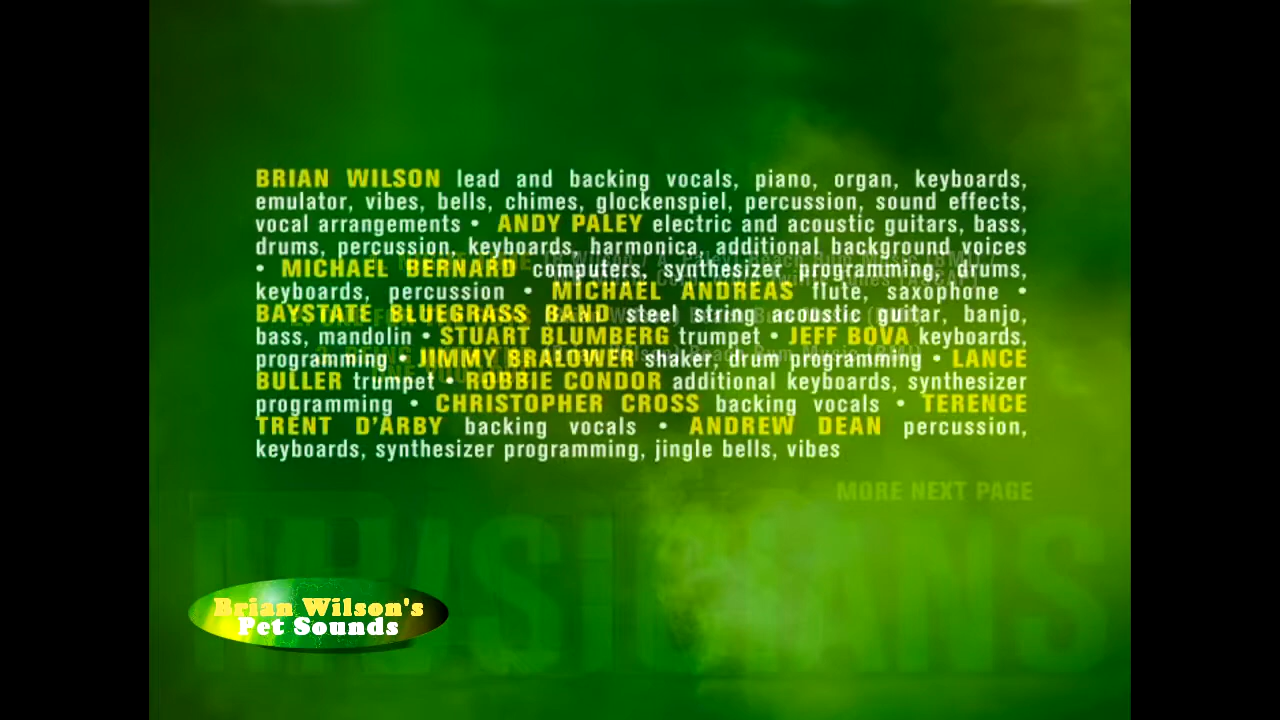 BRIAN WILSON lead and backing vocals, piano, organ, keyboards,
emulator, vibes, bells, chimes, glockenspiel, percussion, sound effects,
vocal arrangements • ANDY PALEY electric and acoustic guitars, bass,
drums, percussion, keyboards, harmonica, additional background voices
• MICHAEL BERNARD computers, synthesizer programming, drums,
keyboards, percussion • MICHAEL ANDREAS flute, saxophone •
BAYSTATE BLUEGRASS BAND steel string acoustic guitar, banjo,
bass, mandolin • STUART BLUMBERG trumpet • JEFF BOVA keyboards,
programming • JIMMY BRALOWER shaker, drum programming • LANCE
BULLER trumpet • ROBBIE CONDOR additional keyboards, synthesizer
programming • CHRISTOPHER CROSS backing vocals • TERENCE
TRENT D'ARBY backing vocals • ANDREW DEAN percussion,
keyboards, synthesizer programming, jingle bells, vibes
MORE NEXT PAGE
MUSICIANS
Brian Wilson's
Pet Sounds